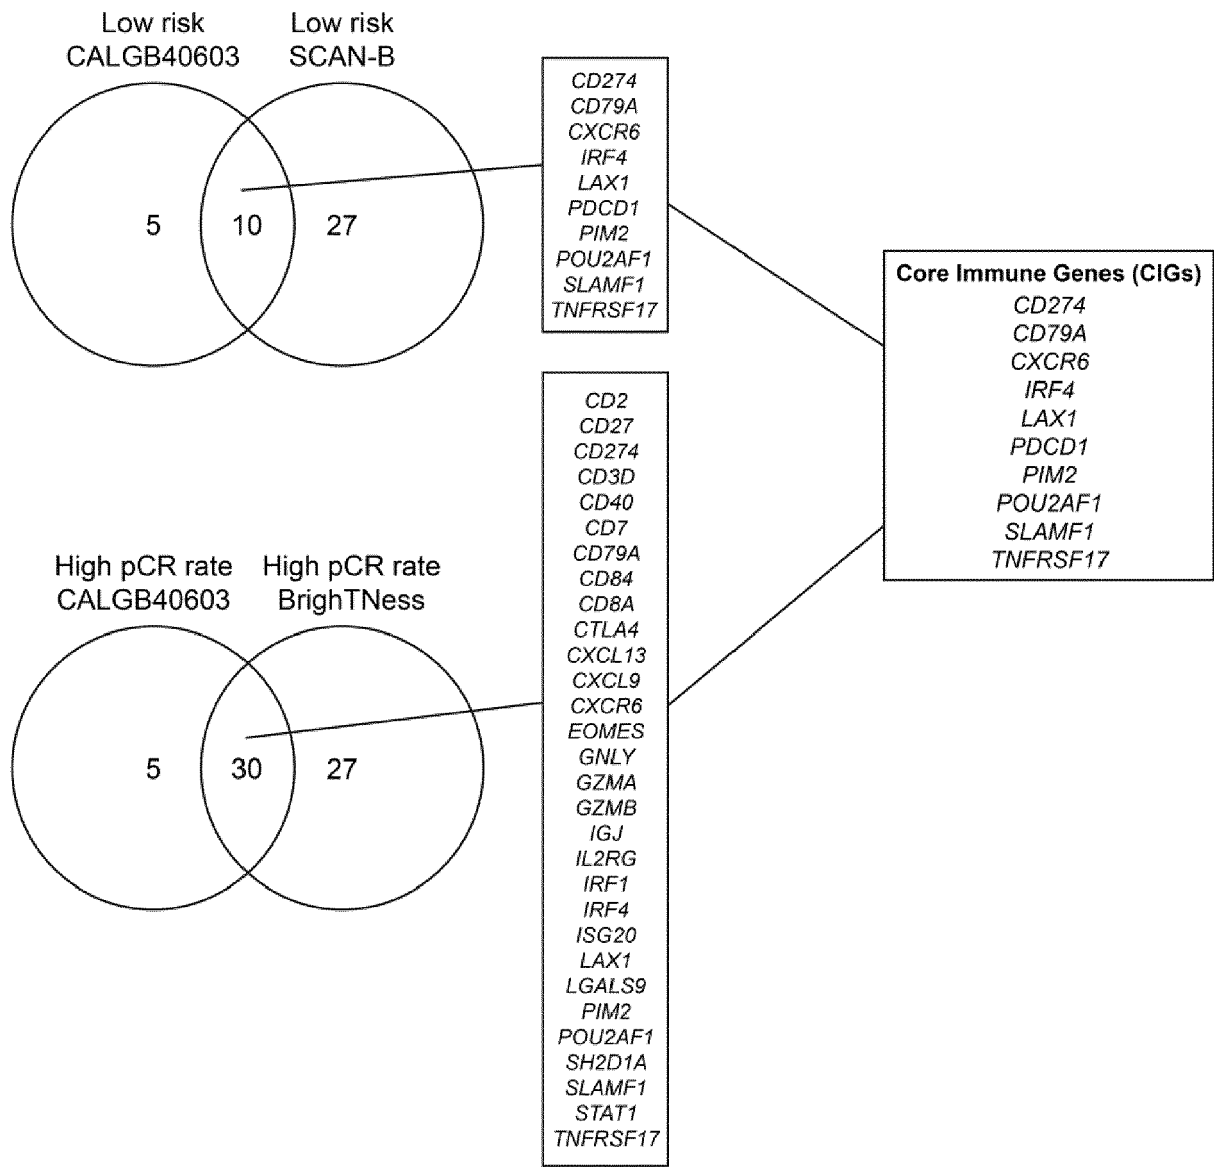 Low risk
CALGB40603
Low risk
SCAN-B
5
10
27
CD274
CD79A
CXCR6
IRF4
LAX1
PDCD1
PIM2
POU2AF1
SLAMF1
TNFRSF17
Core Immune Genes (CIGs)
CD274
CD79A
CXCR6
IRF4
LAX1
PDCD1
PIM2
POU2AF1
SLAMF1
TNFRSF17
High pCR rate
CALGB40603
High pCR rate
BrighTNess
5
30
27
CD2
CD27
CD274
CD3D
CD40
CD7
CD79A
CD84
CD8A
CTLA4
CXCL13
CXCL9
CXCR6
EOMES
GNLY
GZMA
GZMB
IGJ
IL2RG
IRF1
IRF4
ISG20
LAX1
LGALS9
PIM2
POU2AF1
SH2D1A
SLAMF1
STAT1
TNFRSF17